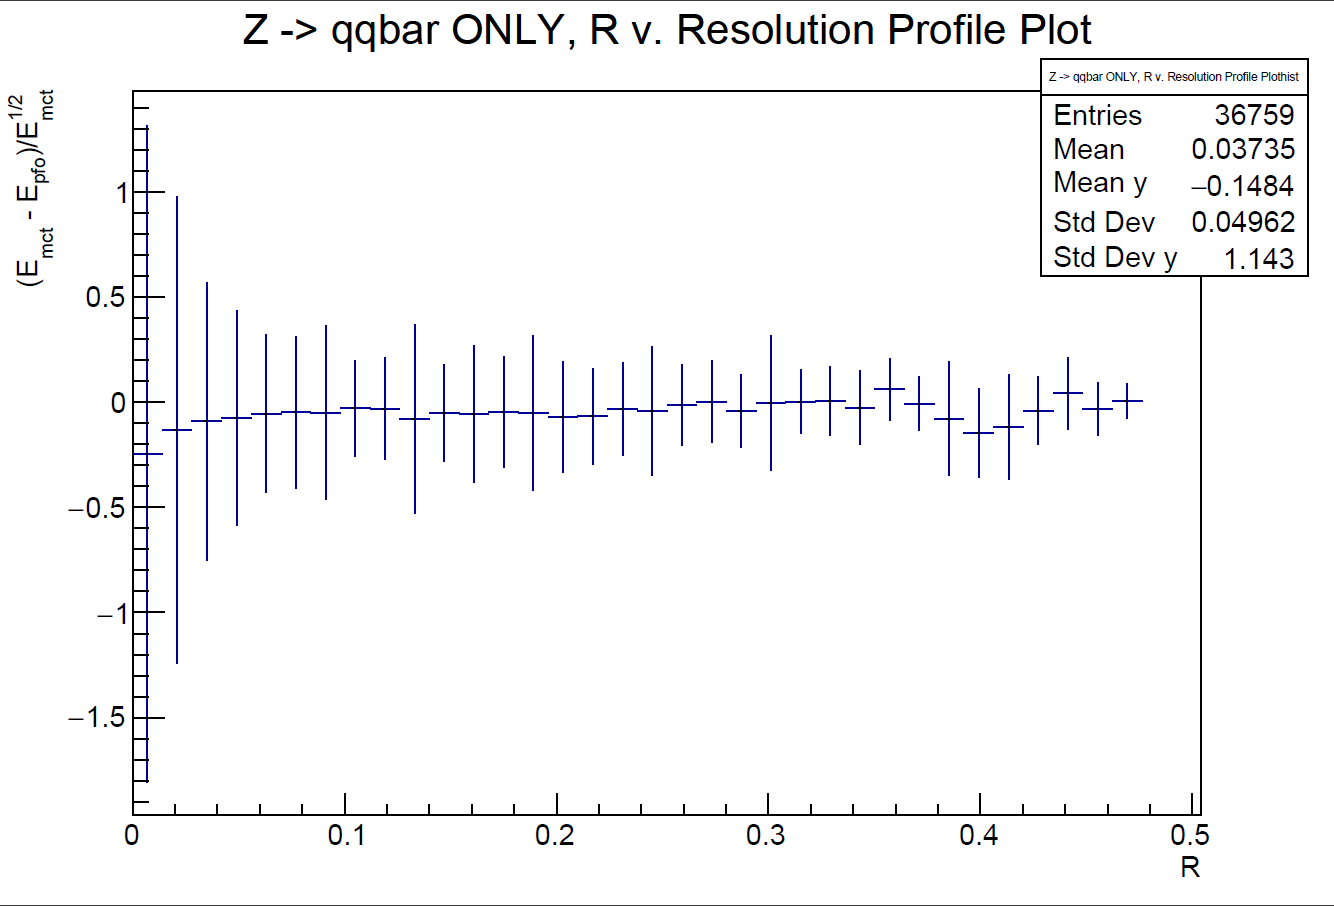 Z -> qqbar ONLY, R v. Resolution Profile Plot
Z -> qqbar ONLY, R v. Resolution Profile Plothist
Entries 36759
Mean 0.03735
Mean y −0.1484
Std Dev 0.04962
Std Dev y 1.143
(E_mct - E_pfo)/E^1/2_mct
1
0.5
0
−0.5
−1
−1.5
0 0.1 0.2 0.3 0.4 0.5
R